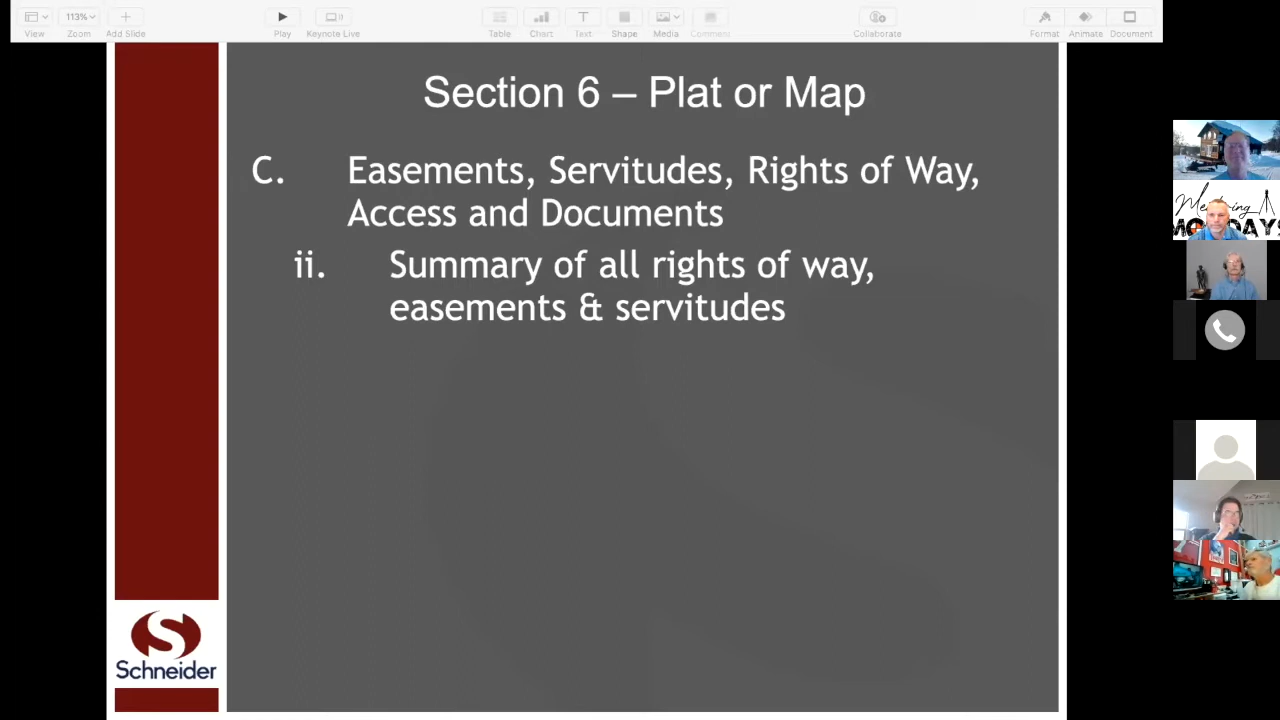 View
113%
Zoom
Add Slide
Play
Keynote Live
Table
Chart
Text
Shape
Media
Comment
Collaborate
Format
Animate
Document
Section 6 – Plat or Map
C. Easements, Servitudes, Rights of Way,
Access and Documents
ii. Summary of all rights of way,
easements & servitudes
Schneider